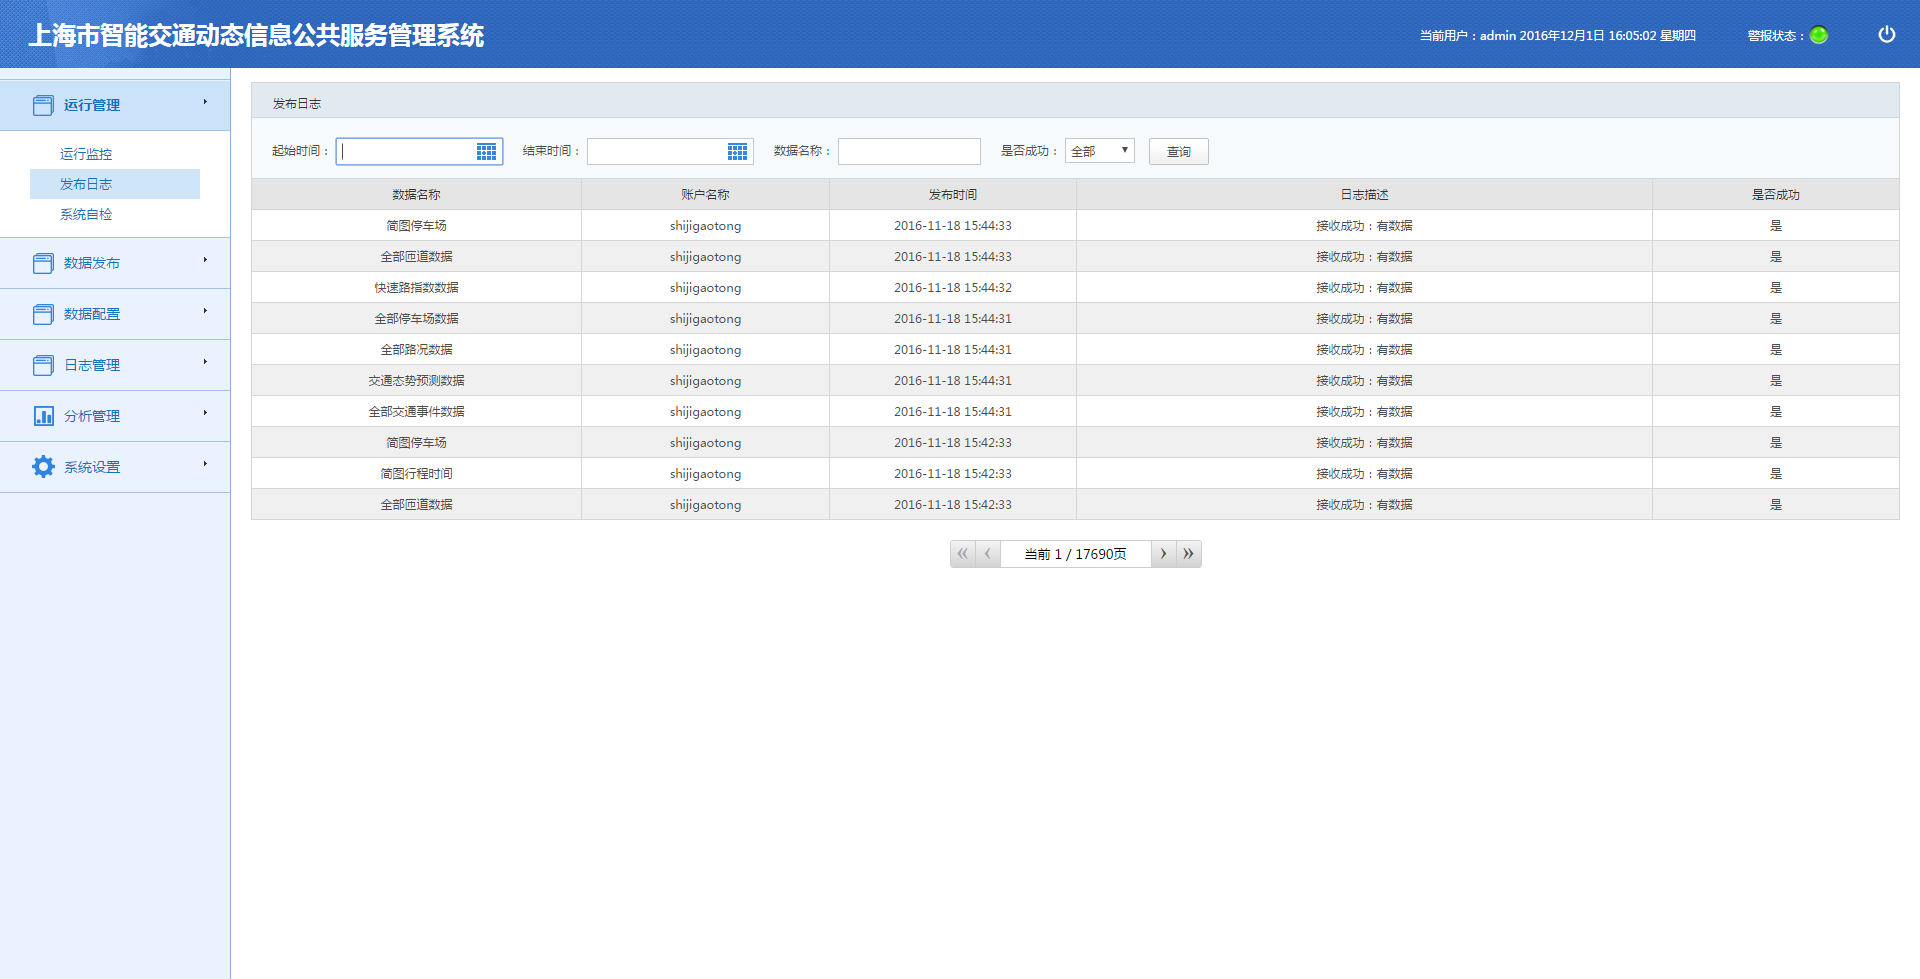 上海市智能交通动态信息公共服务管理系统
当前用户：admin 2016年12月1日 16:05:02 星期四 警报状态：
运行管理
运行监控
发布日志
系统自检
数据发布
数据配置
日志管理
分析管理
系统设置
发布日志
起始时间： 结束时间： 数据名称： 是否成功： 全部 查询
数据名称 账户名称 发布时间 日志描述 是否成功
简图停车场 shijigaotong 2016-11-18 15:44:33 接收成功：有数据 是
全部匝道数据 shijigaotong 2016-11-18 15:44:33 接收成功：有数据 是
快速路指数数据 shijigaotong 2016-11-18 15:44:32 接收成功：有数据 是
全部停车场数据 shijigaotong 2016-11-18 15:44:31 接收成功：有数据 是
全部路况数据 shijigaotong 2016-11-18 15:44:31 接收成功：有数据 是
交通态势预测数据 shijigaotong 2016-11-18 15:44:31 接收成功：有数据 是
全部交通事件数据 shijigaotong 2016-11-18 15:44:31 接收成功：有数据 是
简图停车场 shijigaotong 2016-11-18 15:42:33 接收成功：有数据 是
简图行程时间 shijigaotong 2016-11-18 15:42:33 接收成功：有数据 是
全部匝道数据 shijigaotong 2016-11-18 15:42:33 接收成功：有数据 是
当前 1 / 17690页